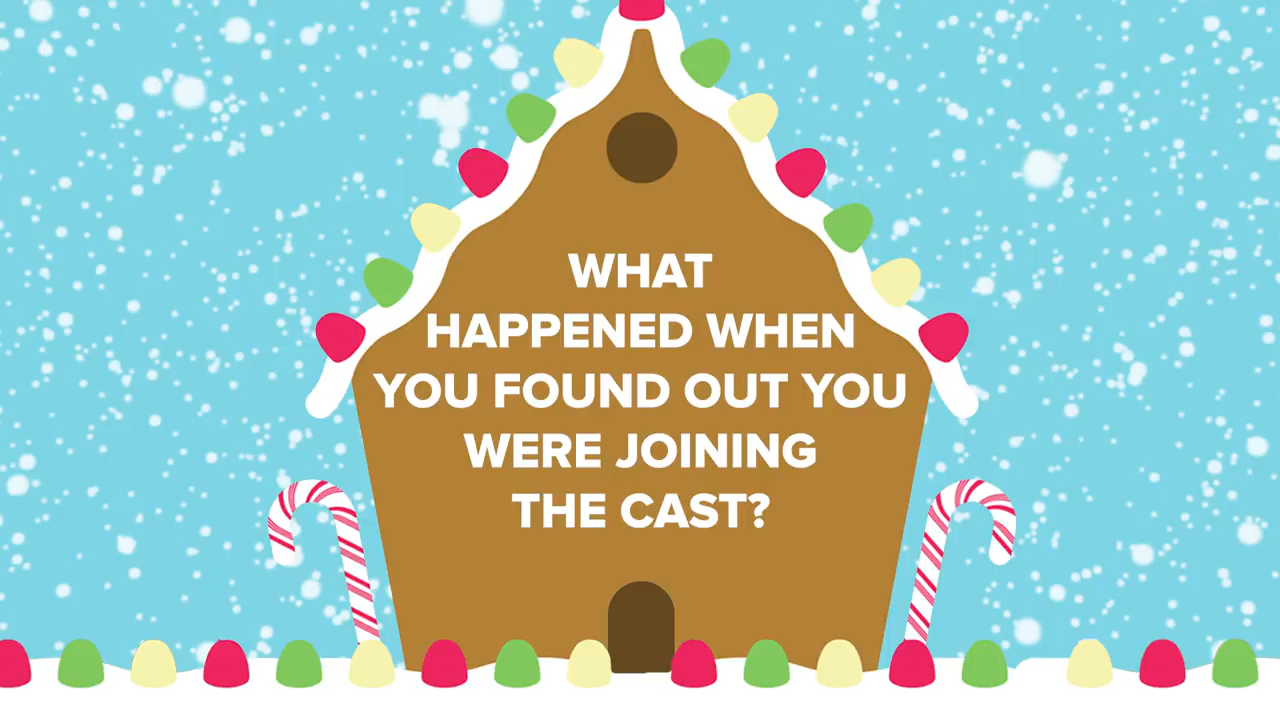 WHAT
HAPPENED WHEN
YOU FOUND OUT YOU
WERE JOINING
THE CAST?